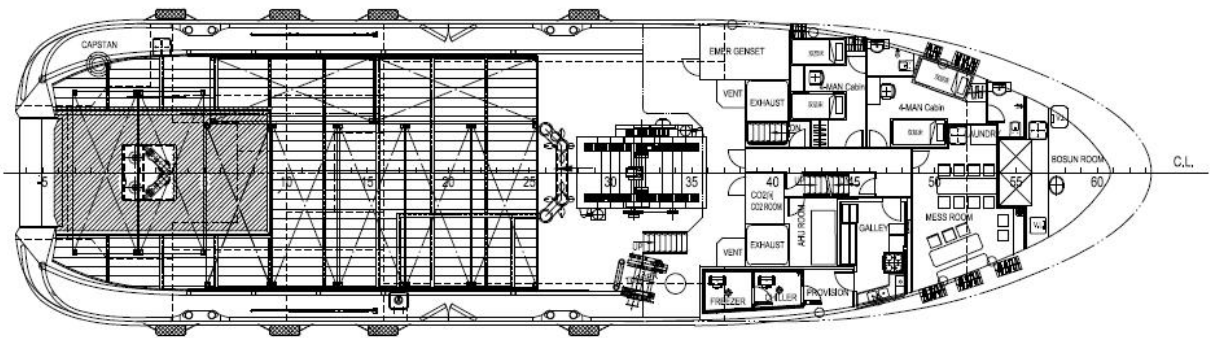 CAPSTAN
EMER GENSET
VENT
EXHAUST
4-MAN Cabin
4-MAN Cabin
LAUNDRY
C.L.
BOSUN ROOM
-5
10
20
25
30
35
40
45
50
55
60
CO2 ROOM
AHU ROOM
GALLEY
MESS ROOM
UP
VENT
EXHAUST
FREEZER
CHILLER
PROVISION